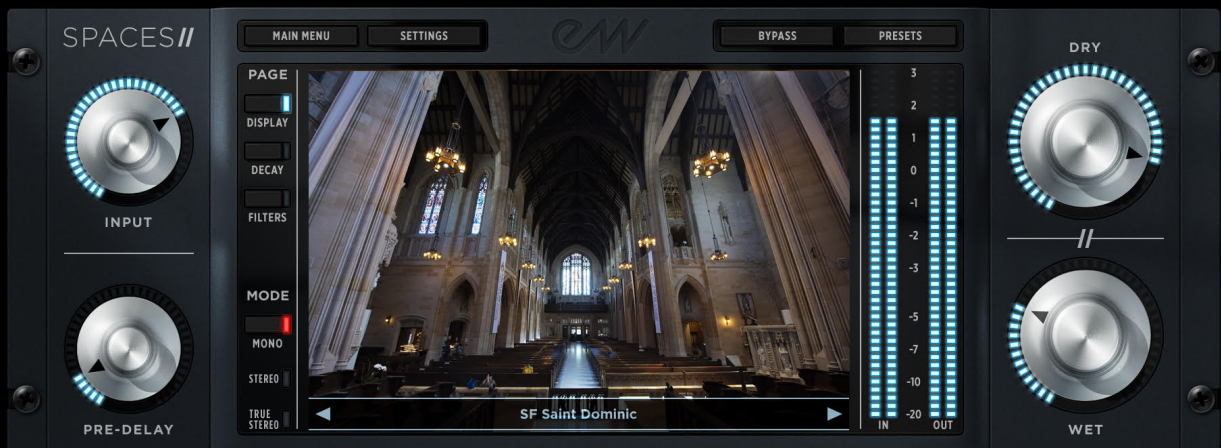 SPACES II
MAIN MENU
SETTINGS
EW
BYPASS
PRESETS
INPUT
PRE-DELAY
PAGE
DISPLAY
DECAY
FILTERS
MODE
MONO
STEREO
TRUE
STEREO
SF Saint Dominic
3
2
1
0
-1
-2
-3
-5
-7
-10
-20
IN
OUT
DRY
WET